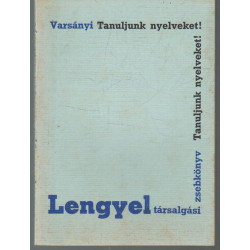 Varsányi Tanuljunk nyelveket!
Lengyel társalgási
zsebkönyv Tanuljunk nyelveket!